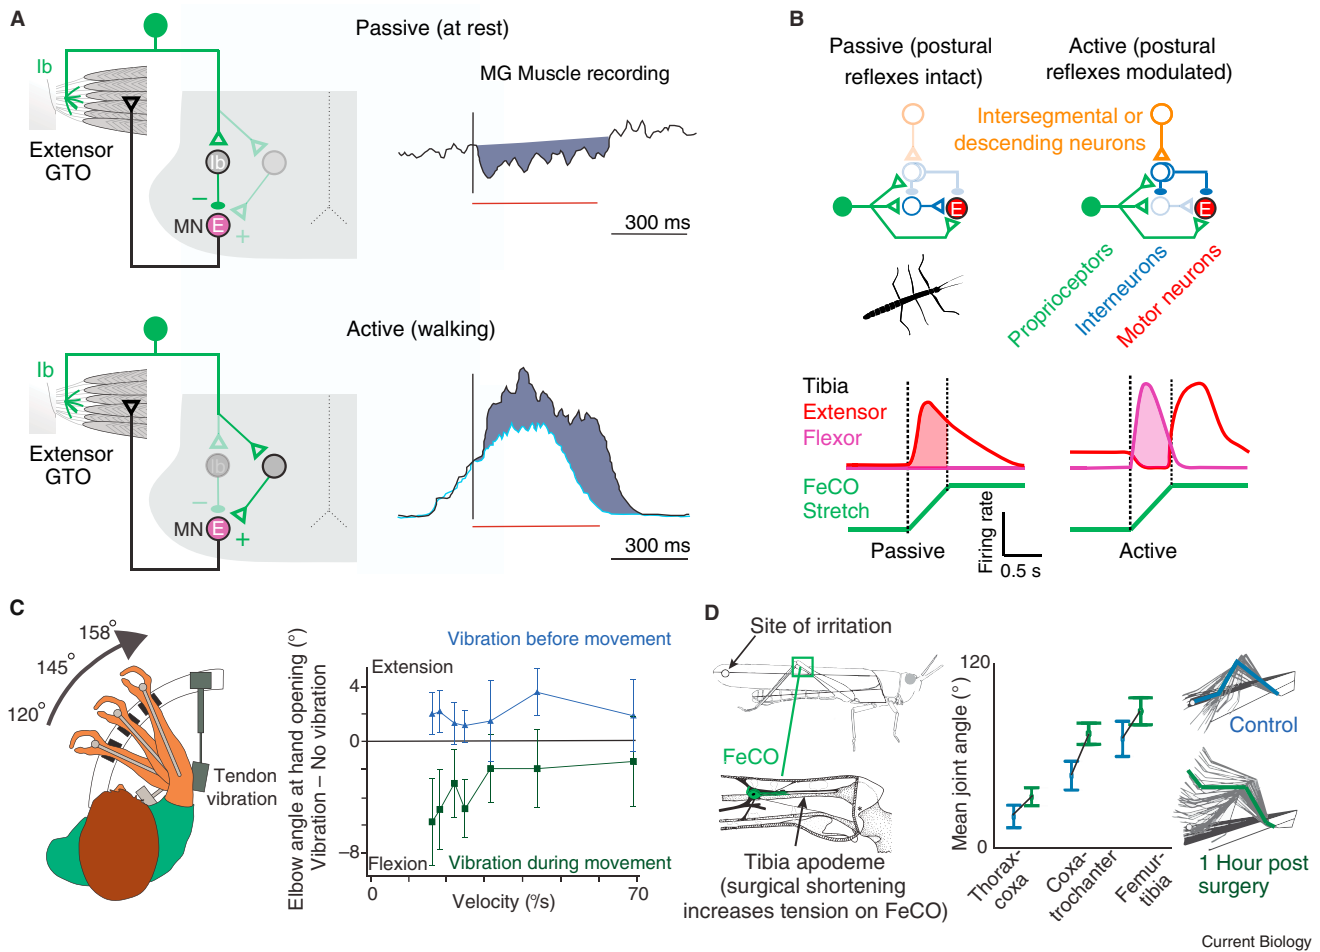 A
Passive (at rest)
Ib
MG Muscle recording
Extensor
GTO
Ib
−
MN
E
+
300 ms
Active (walking)
Ib
Extensor
GTO
Ib
−
MN
E
+
300 ms
B
Passive (postural
reflexes intact)
Active (postural
reflexes modulated)
Intersegmental or
descending neurons
E
E
Proprioceptors
Interneurons
Motor neurons
Tibia
Extensor
Flexor
FeCO
Stretch
Passive
Active
Firing rate
0.5 s
C
158°
145°
120°
Tendon
vibration
Elbow angle at hand opening (°)
Vibration – No vibration
Vibration before movement
Extension
4
0
−8
Flexion
Vibration during movement
0
70
Velocity (°/s)
D
Site of irritation
FeCO
*
Tibia apodeme
(surgical shortening
increases tension on FeCO)
Mean joint angle (°)
120
0
Thorax-
coxa
Coxa-
trochanter
Femur-
tibia
Control
1 Hour post
surgery
Current Biology